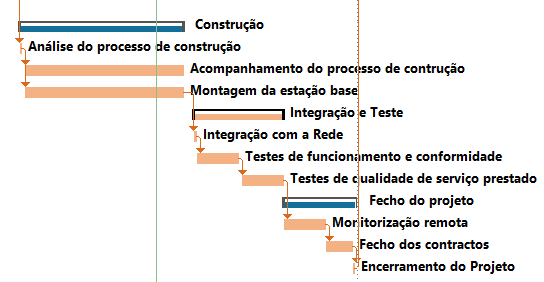 Construção
Análise do processo de construção
Acompanhamento do processo de contrução
Montagem da estação base
Integração e Teste
Integração com a Rede
Testes de funcionamento e conformidade
Testes de qualidade de serviço prestado
Fecho do projeto
Monitorização remota
Fecho dos contractos
Encerramento do Projeto